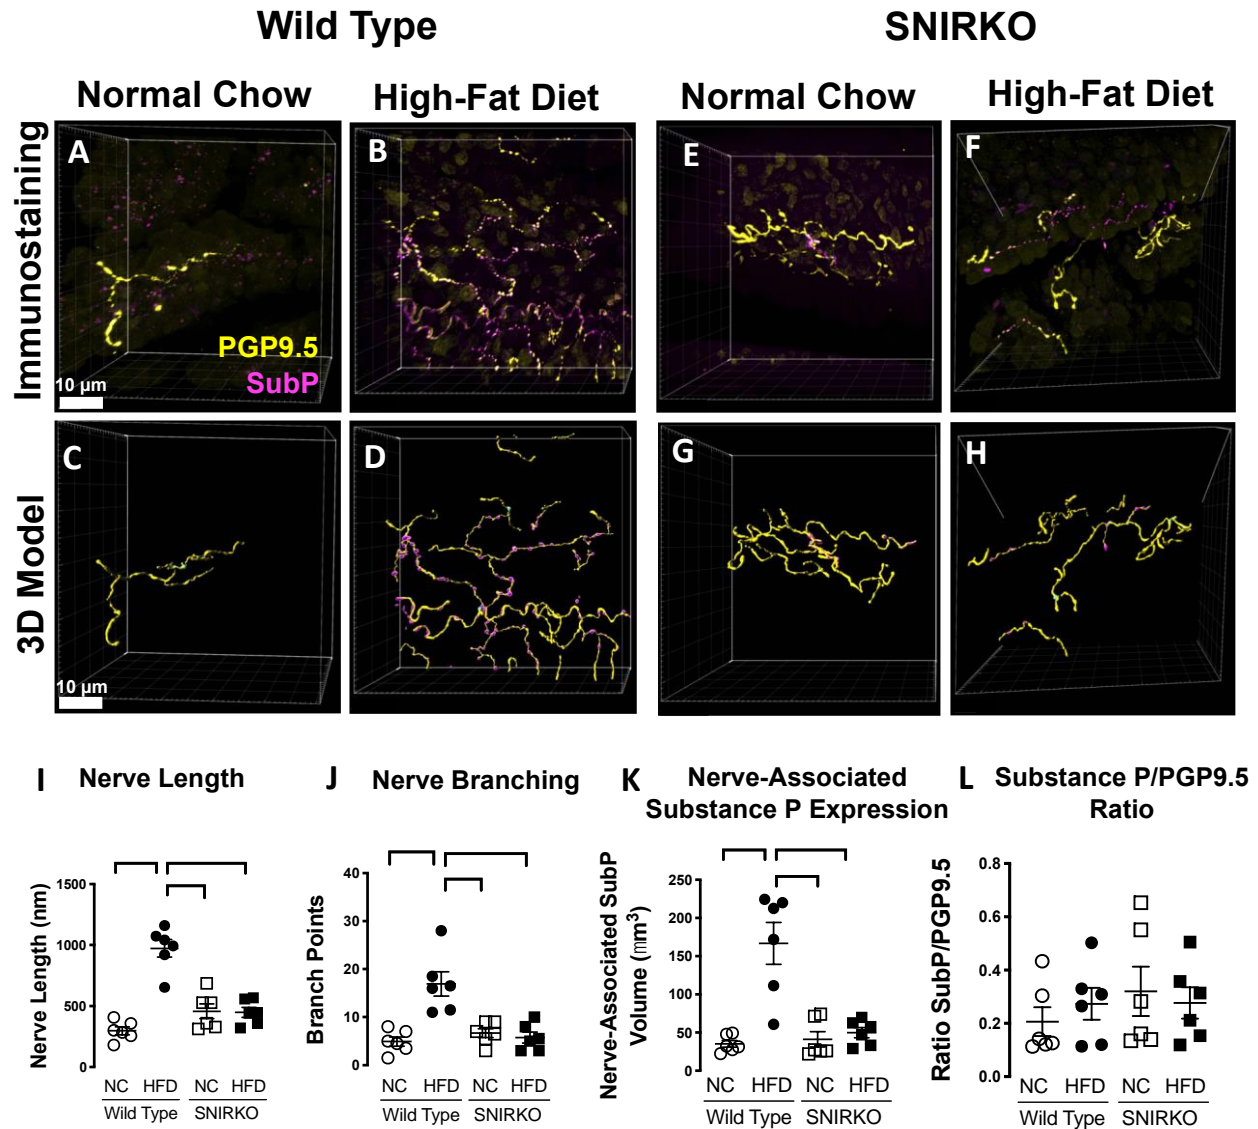 Wild Type
SNIRKO
Normal Chow
High-Fat Diet
Normal Chow
High-Fat Diet
Immunostaining
A
B
E
F
PGP9.5
SubP
10 µm
3D Model
C
D
G
H
10 µm
I
Nerve Length
Nerve Length (nm)
1500
1000
500
0
NC HFD NC HFD
Wild Type SNIRKO
J
Nerve Branching
Branch Points
40
30
20
10
0
NC HFD NC HFD
Wild Type SNIRKO
K
Nerve-Associated
Substance P Expression
Nerve-Associated SubP
Volume (mm³)
250
200
150
100
50
0
NC HFD NC HFD
Wild Type SNIRKO
L
Substance P/PGP9.5
Ratio
Ratio SubP/PGP9.5
0.8
0.6
0.4
0.2
0.0
NC HFD NC HFD
Wild Type SNIRKO